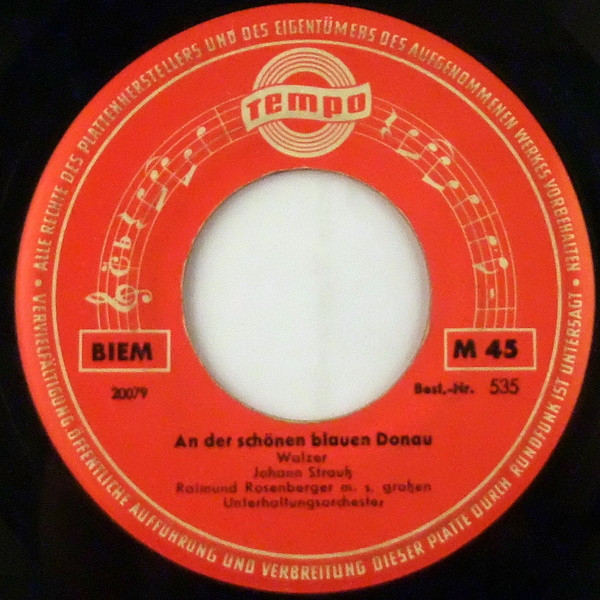 · ALLE RECHTE DES PLATTENHERSTELLERS UND DES EIGENTÜMERS DES AUFGENOMMENEN WERKES VORBEHALTEN ·
VERVIELFÄLTIGUNG, ÖFFENTLICHE AUFFÜHRUNG UND VERBREITUNG DIESER PLATTE DURCH RUNDFUNK IST UNTERSAGT
Tempo
BIEM
M 45
20079
Best.-Nr. 535
An der schönen blauen Donau
Walzer
Johann Strauß
Raimund Rosenberger m. s. großen
Unterhaltungsorchester